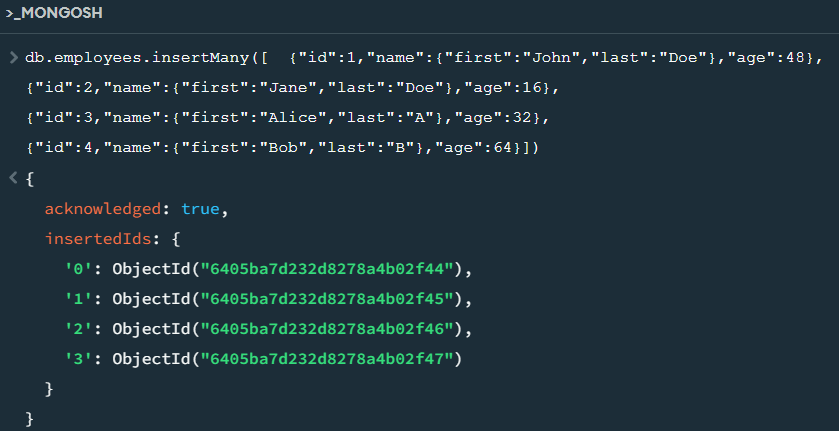 >_MONGOSH
> db.employees.insertMany([  {"id":1,"name":{"first":"John","last":"Doe"},"age":48},
{"id":2,"name":{"first":"Jane","last":"Doe"},"age":16},
{"id":3,"name":{"first":"Alice","last":"A"},"age":32},
{"id":4,"name":{"first":"Bob","last":"B"},"age":64}])
< {
acknowledged: true,
insertedIds: {
'0': ObjectId("6405ba7d232d8278a4b02f44"),
'1': ObjectId("6405ba7d232d8278a4b02f45"),
'2': ObjectId("6405ba7d232d8278a4b02f46"),
'3': ObjectId("6405ba7d232d8278a4b02f47")
}
}